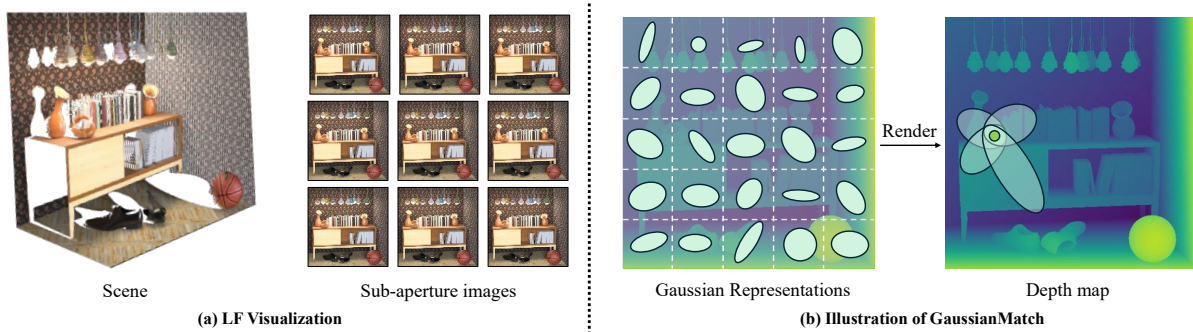 Scene
Sub-aperture images
(a) LF Visualization
Gaussian Representations
Render
Depth map
(b) Illustration of GaussianMatch